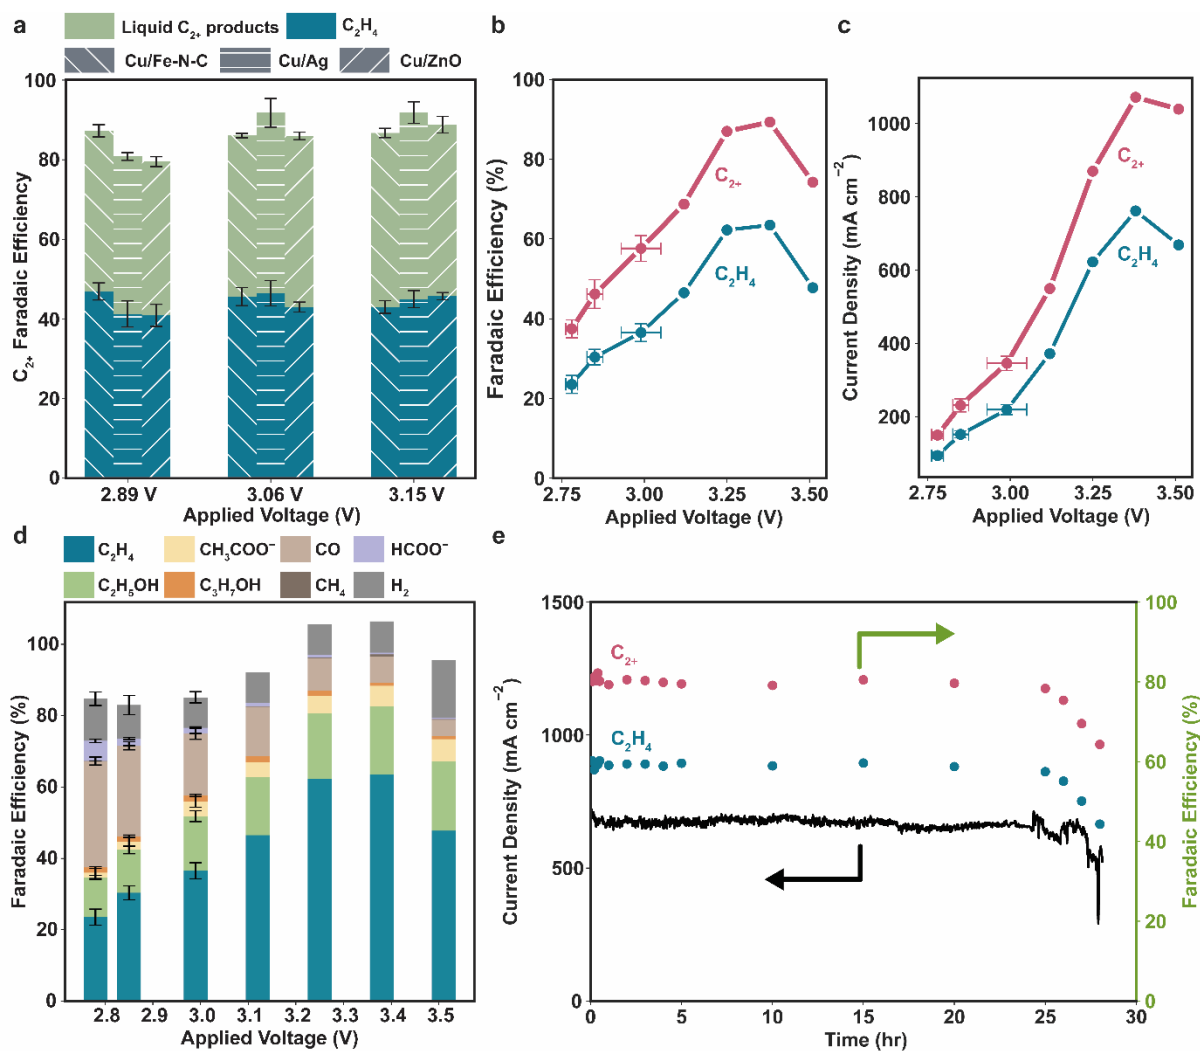 a
Liquid C₂₊ products
C₂H₄
Cu/Fe-N-C
Cu/Ag
Cu/ZnO
C₂₊ Faradaic Efficiency
100
80
60
40
20
0
2.89 V
3.06 V
3.15 V
Applied Voltage (V)
b
Faradaic Efficiency (%)
100
80
60
40
20
0
C₂₊
C₂H₄
2.75
3.00
3.25
3.50
Applied Voltage (V)
c
Current Density (mA cm⁻²)
1000
800
600
400
200
C₂₊
C₂H₄
2.75
3.00
3.25
3.50
Applied Voltage (V)
d
C₂H₄
CH₃COO⁻
CO
HCOO⁻
C₂H₅OH
C₃H₇OH
CH₄
H₂
Faradaic Efficiency (%)
100
80
60
40
20
0
2.8
2.9
3.0
3.1
3.2
3.3
3.4
3.5
Applied Voltage (V)
e
Current Density (mA cm⁻²)
1500
1000
500
0
C₂₊
C₂H₄
100
80
60
40
20
0
Faradaic Efficiency (%)
0
5
10
15
20
25
30
Time (hr)